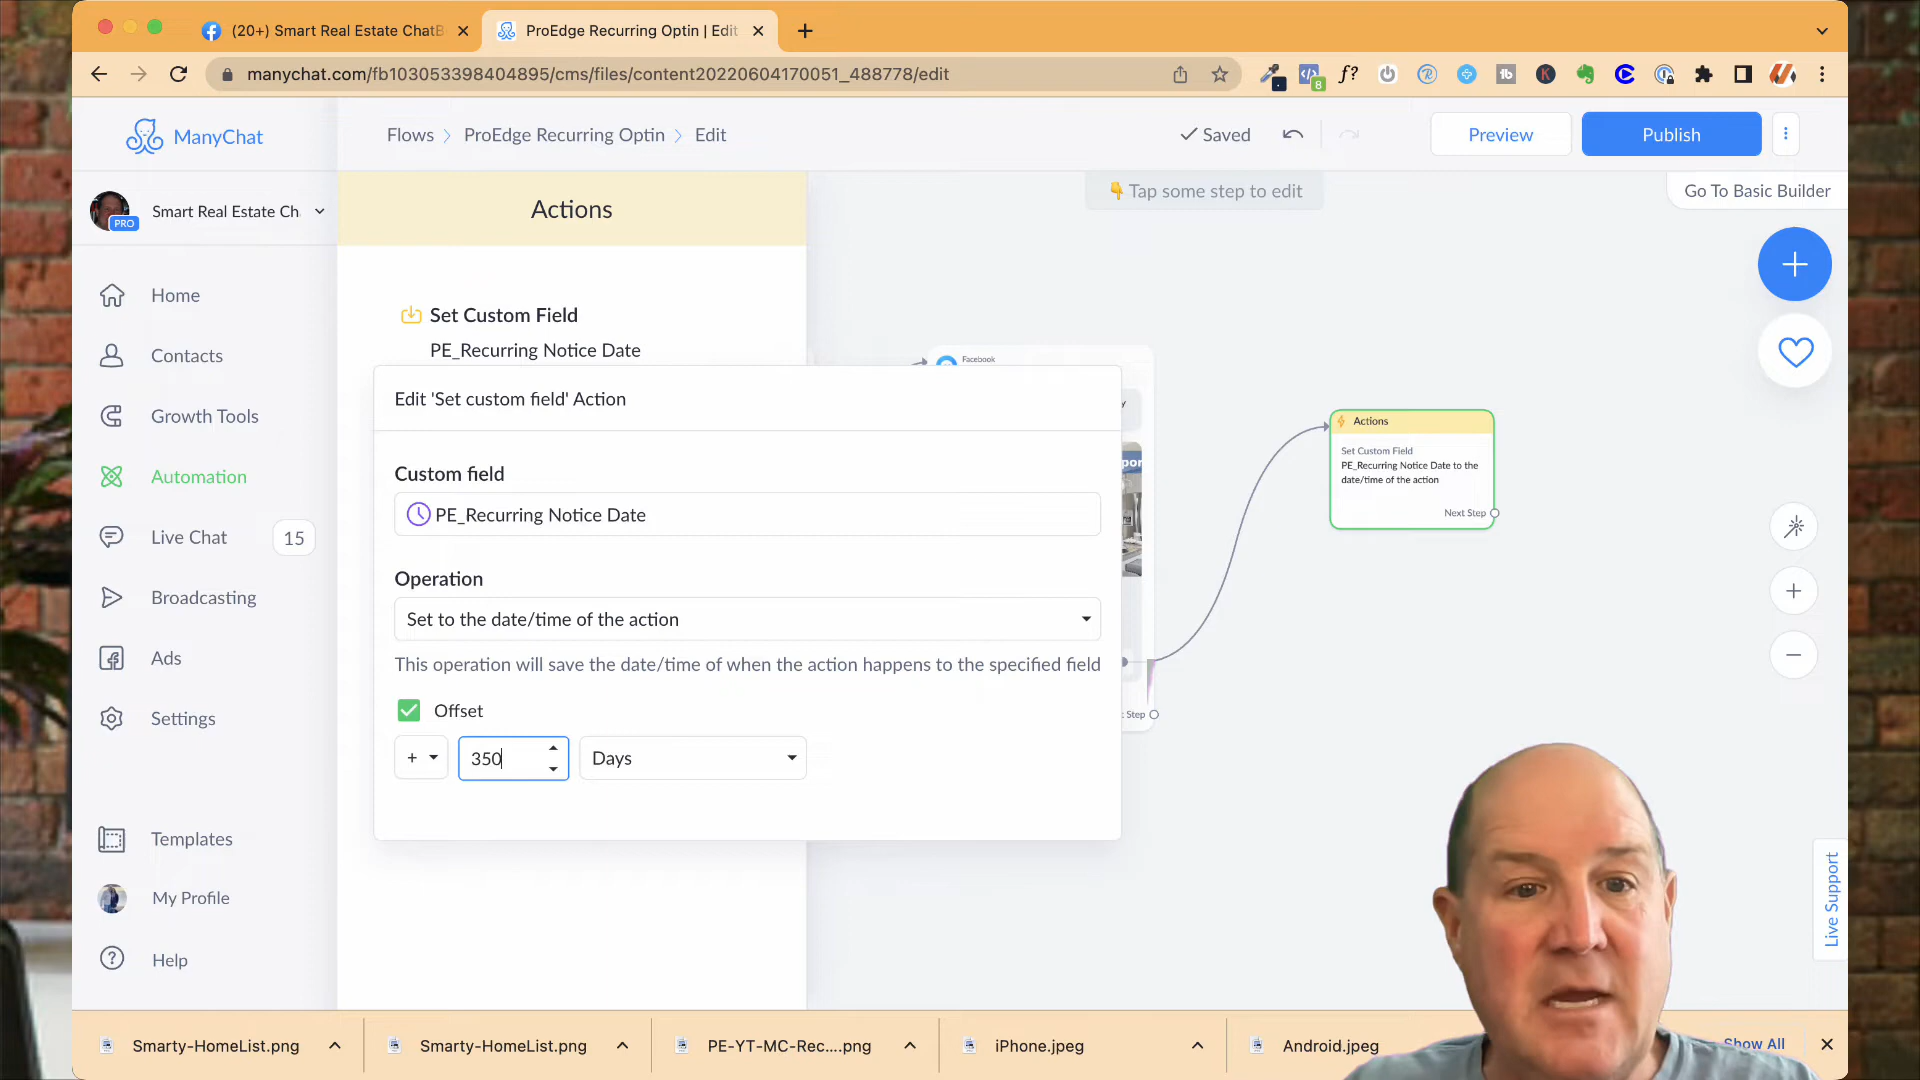 (20+) Smart Real Estate ChatB
ProEdge Recurring Optin | Edit
manychat.com/fb103053398404895/cms/files/content20220604170051_488778/edit
ManyChat
Flows
ProEdge Recurring Optin
Edit
Saved
Preview
Publish
PRO
Smart Real Estate Ch
Actions
👇 Tap some step to edit
Go To Basic Builder
Home
Contacts
Growth Tools
Automation
Live Chat
15
Broadcasting
Ads
Settings
Templates
My Profile
Help
Set Custom Field
PE_Recurring Notice Date
Edit 'Set custom field' Action
Custom field
PE_Recurring Notice Date
Operation
Set to the date/time of the action
This operation will save the date/time of when the action happens to the specified field
Offset
+
350
Days
Facebook
Step
Actions
Set Custom Field
PE_Recurring Notice Date to the
date/time of the action
Next Step
Live Support
Smarty-HomeList.png
Smarty-HomeList.png
PE-YT-MC-Rec....png
iPhone.jpeg
Android.jpeg
Show All